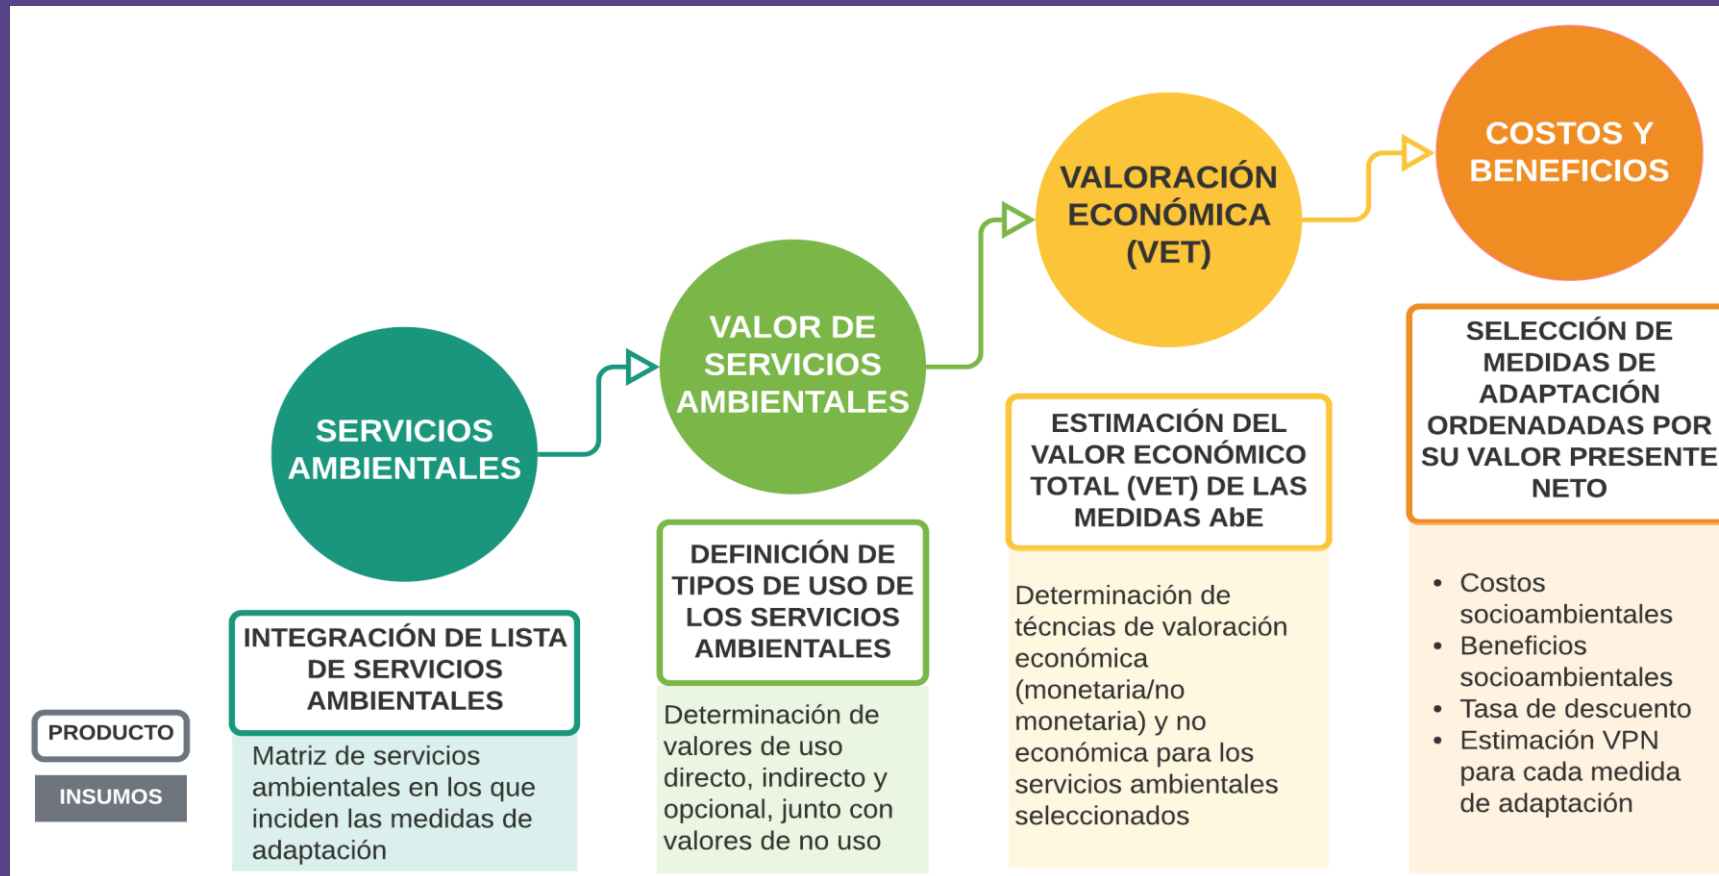 SERVICIOS
AMBIENTALES
INTEGRACIÓN DE LISTA
DE SERVICIOS
AMBIENTALES
Matriz de servicios
ambientales en los que
inciden las medidas de
adaptación
VALOR DE
SERVICIOS
AMBIENTALES
DEFINICIÓN DE
TIPOS DE USO DE
LOS SERVICIOS
AMBIENTALES
Determinación de
valores de uso
directo, indirecto y
opcional, junto con
valores de no uso
VALORACIÓN
ECONÓMICA
(VET)
ESTIMACIÓN DEL
VALOR ECONÓMICO
TOTAL (VET) DE LAS
MEDIDAS AbE
Determinación de
técncias de valoración
económica
(monetaria/no
monetaria) y no
económica para los
servicios ambientales
seleccionados
COSTOS Y
BENEFICIOS
SELECCIÓN DE
MEDIDAS DE
ADAPTACIÓN
ORDENADADAS POR
SU VALOR PRESENTE
NETO
• Costos
socioambientales
• Beneficios
socioambientales
• Tasa de descuento
• Estimación VPN
para cada medida
de adaptación
PRODUCTO
INSUMOS